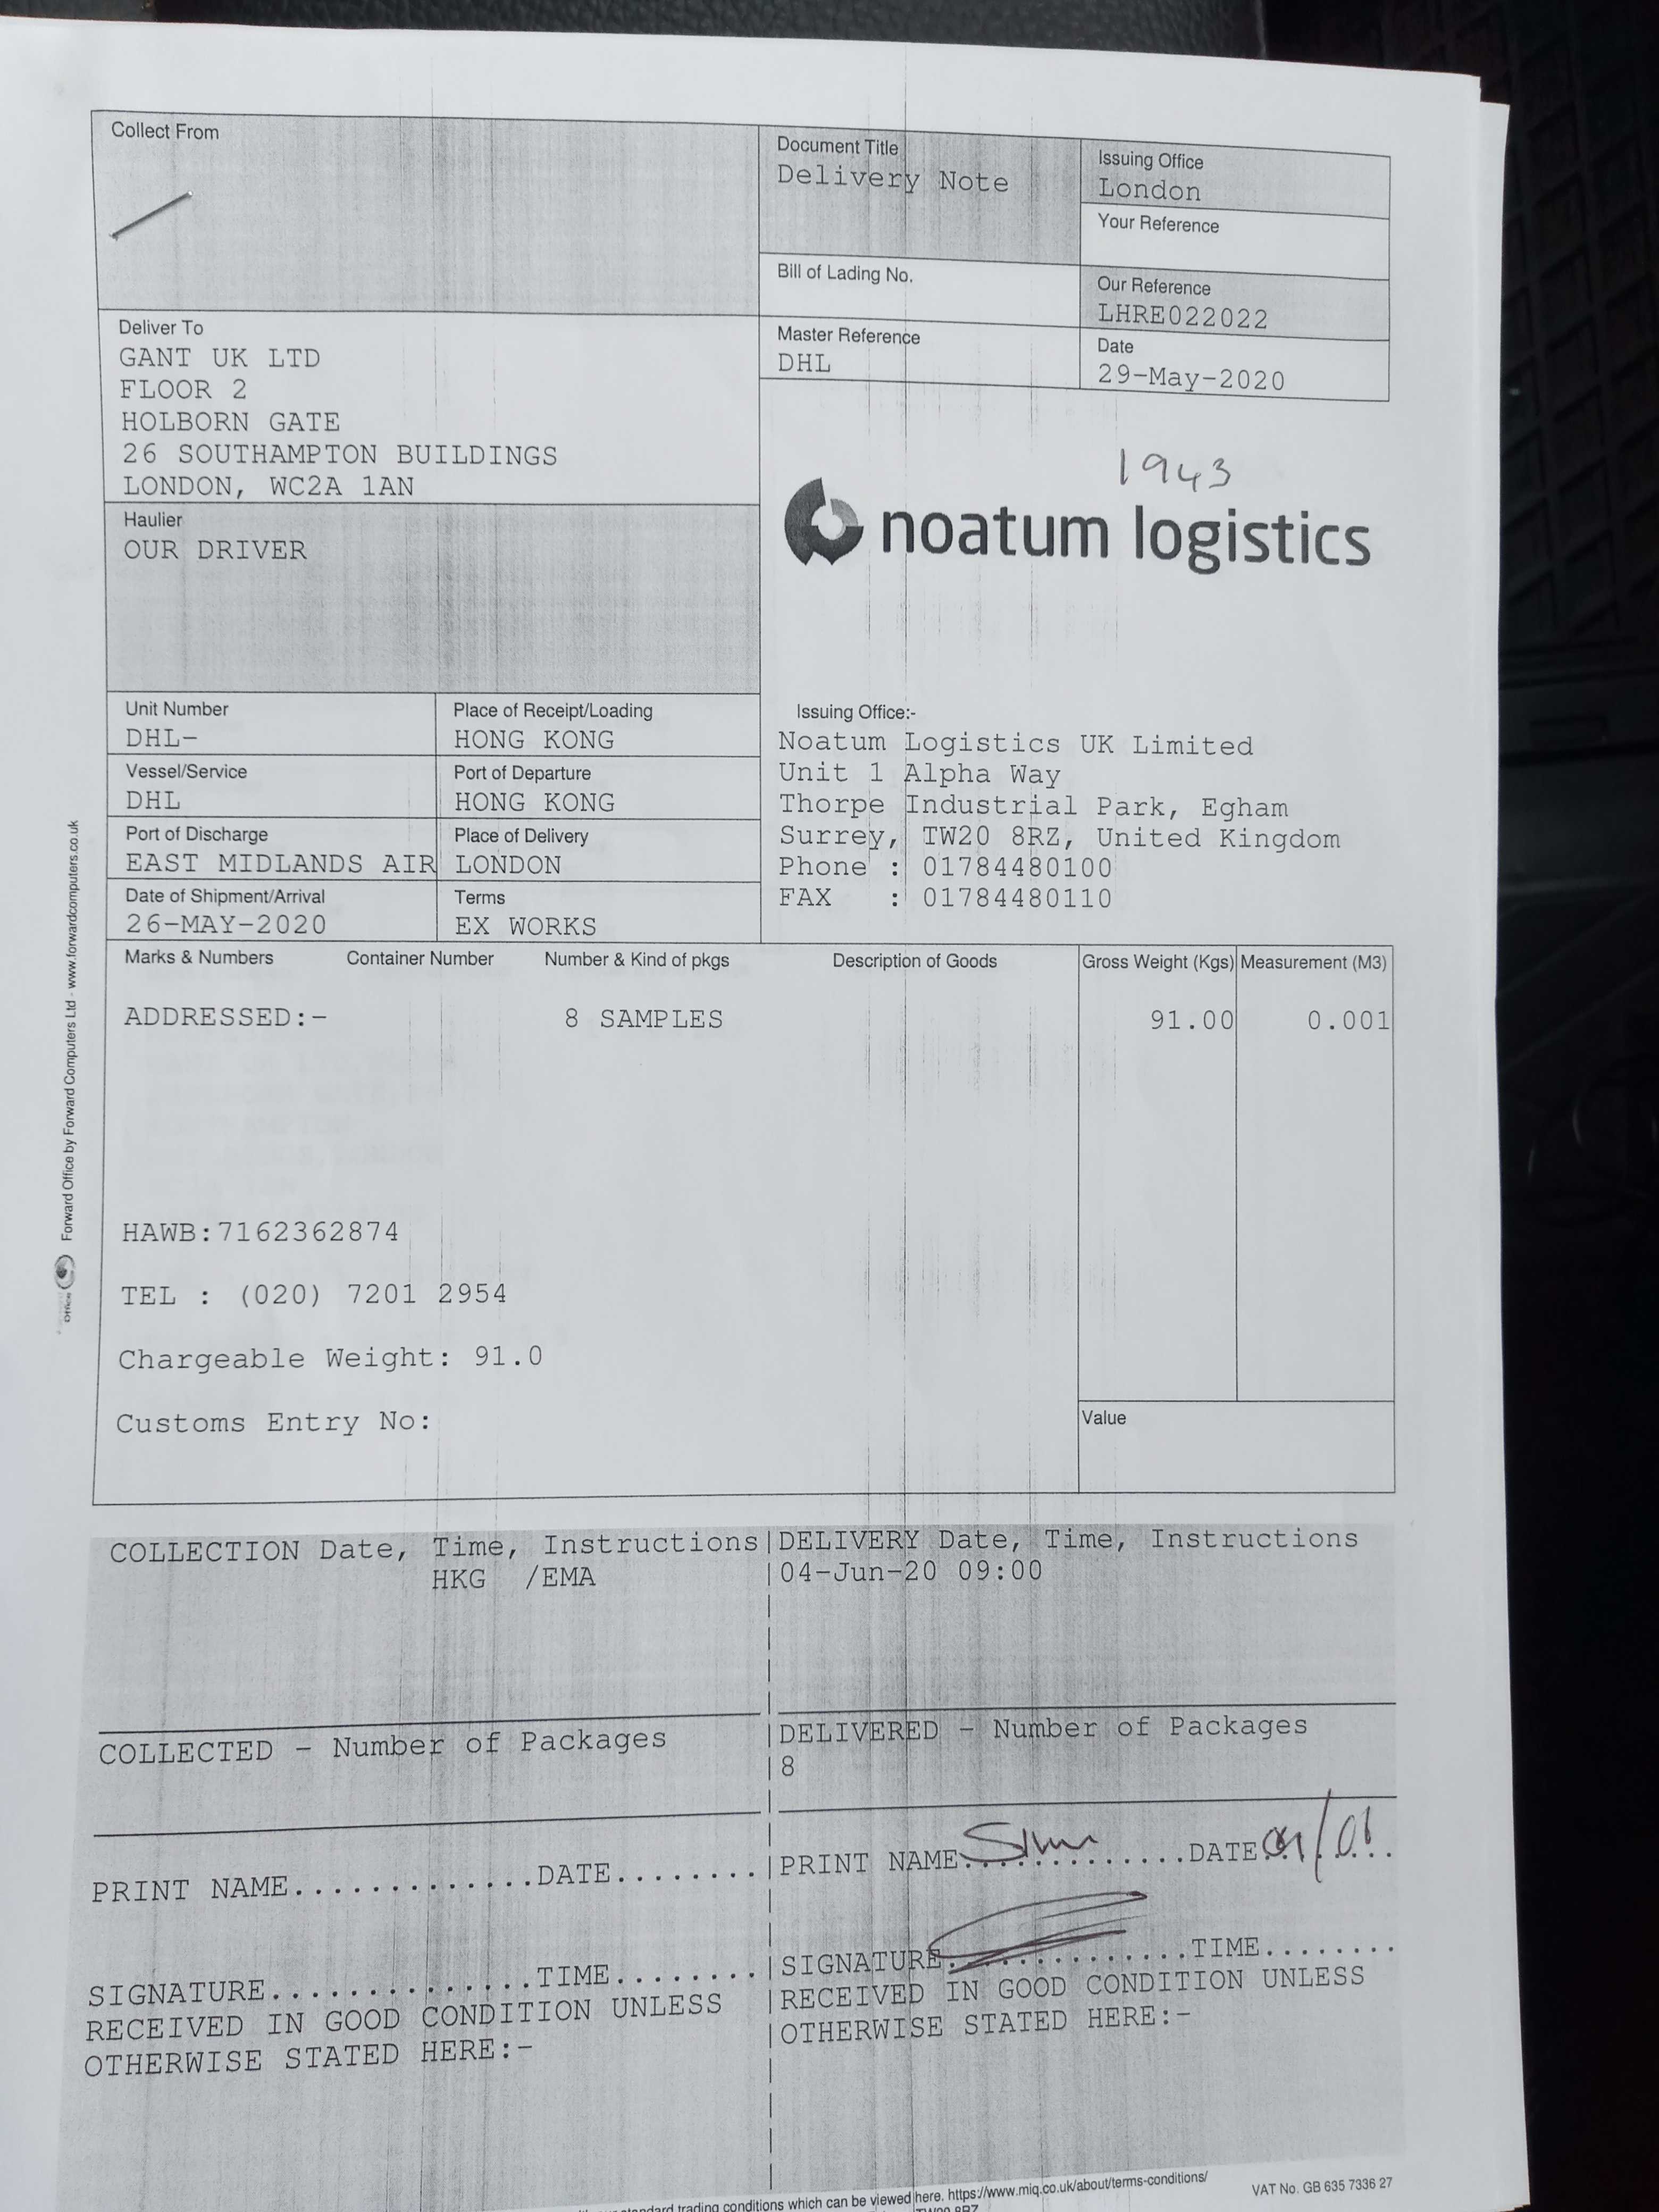 Collect From
Document Title
Delivery Note
Issuing Office
London
Your Reference
Bill of Lading No.
Our Reference
LHRE022022
Master Reference
DHL
Date
29-May-2020
Deliver To
GANT UK LTD
FLOOR 2
HOLBORN GATE
26 SOUTHAMPTON BUILDINGS
LONDON, WC2A 1AN
1943
noatum logistics
Haulier
OUR DRIVER
Unit Number
DHL-
Place of Receipt/Loading
HONG KONG
Vessel/Service
DHL
Port of Departure
HONG KONG
Port of Discharge
EAST MIDLANDS AIR
Place of Delivery
LONDON
Date of Shipment/Arrival
26-MAY-2020
Terms
EX WORKS
Issuing Office:-
Noatum Logistics UK Limited
Unit 1 Alpha Way
Thorpe Industrial Park, Egham
Surrey, TW20 8RZ, United Kingdom
Phone : 01784480100
FAX : 01784480110
Marks & Numbers Container Number Number & Kind of pkgs Description of Goods Gross Weight (Kgs) Measurement (M3)
ADDRESSED:- 8 SAMPLES 91.00 0.001
HAWB:7162362874
TEL : (020) 7201 2954
Chargeable Weight: 91.0
Customs Entry No:
Value
Office
Forward Office by Forward Computers Ltd - www.forwardcomputers.co.uk
COLLECTION Date, Time, Instructions
HKG /EMA
DELIVERY Date, Time, Instructions
04-Jun-20 09:00
COLLECTED - Number of Packages
DELIVERED - Number of Packages
8
PRINT NAME.............DATE........
SIGNATURE..............TIME........
RECEIVED IN GOOD CONDITION UNLESS
OTHERWISE STATED HERE:-
PRINT NAME.............DATE
SIGNATURE.............TIME........
RECEIVED IN GOOD CONDITION UNLESS
OTHERWISE STATED HERE:-
standard trading conditions which can be viewed here. https://www.miq.co.uk/about/terms-conditions/
VAT No. GB 635 7336 27